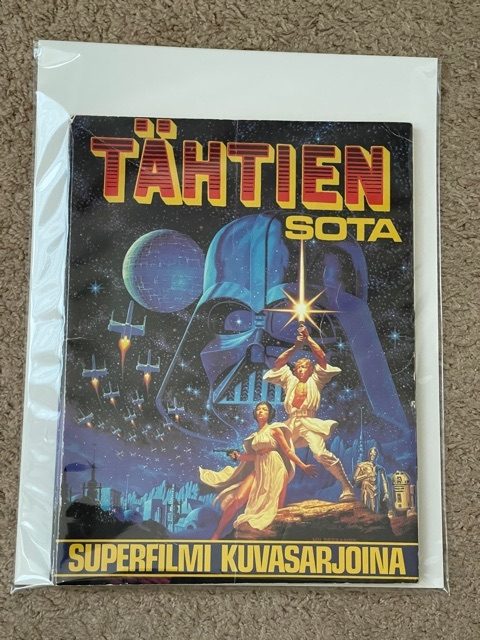 TÄHTIEN
SOTA
SUPERFILMI KUVASARJOINA